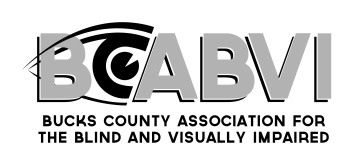 BCABVI
BUCKS COUNTY ASSOCIATION FOR
THE BLIND AND VISUALLY IMPAIRED